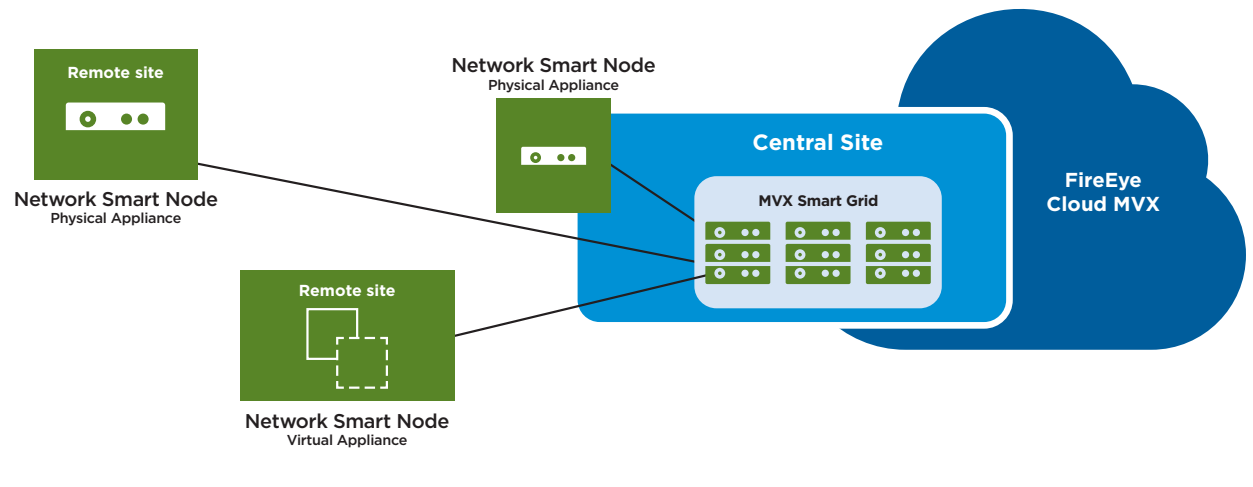 Remote site
Network Smart Node
Physical Appliance
Network Smart Node
Physical Appliance
Central Site
MVX Smart Grid
FireEye
Cloud MVX
Remote site
Network Smart Node
Virtual Appliance